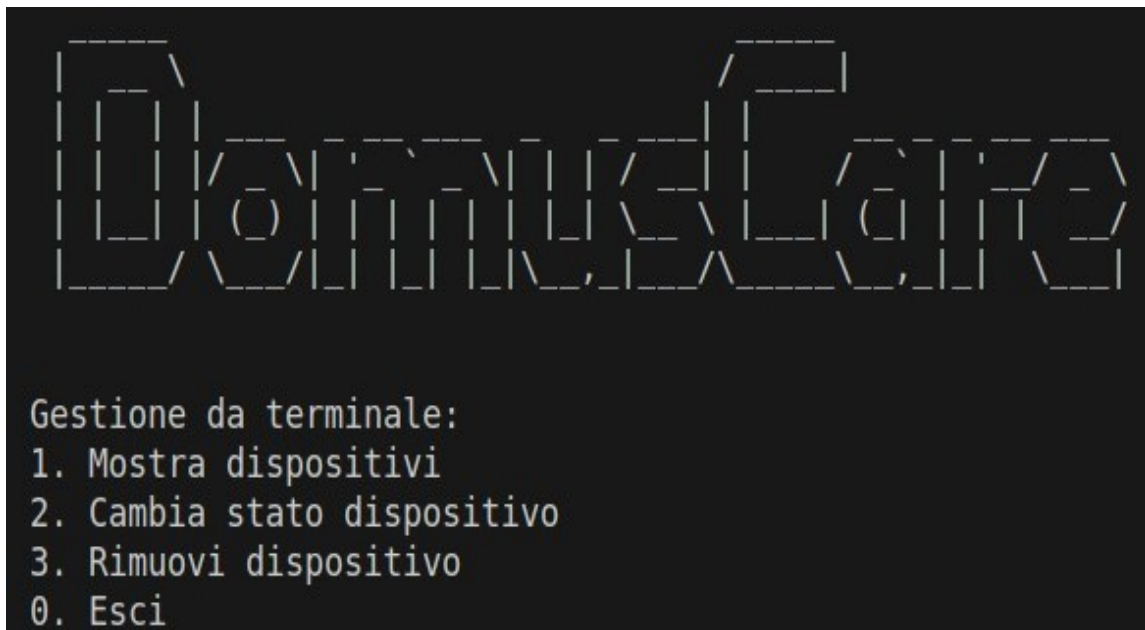 DomusCare
Gestione da terminale:
1. Mostra dispositivi
2. Cambia stato dispositivo
3. Rimuovi dispositivo
0. Esci